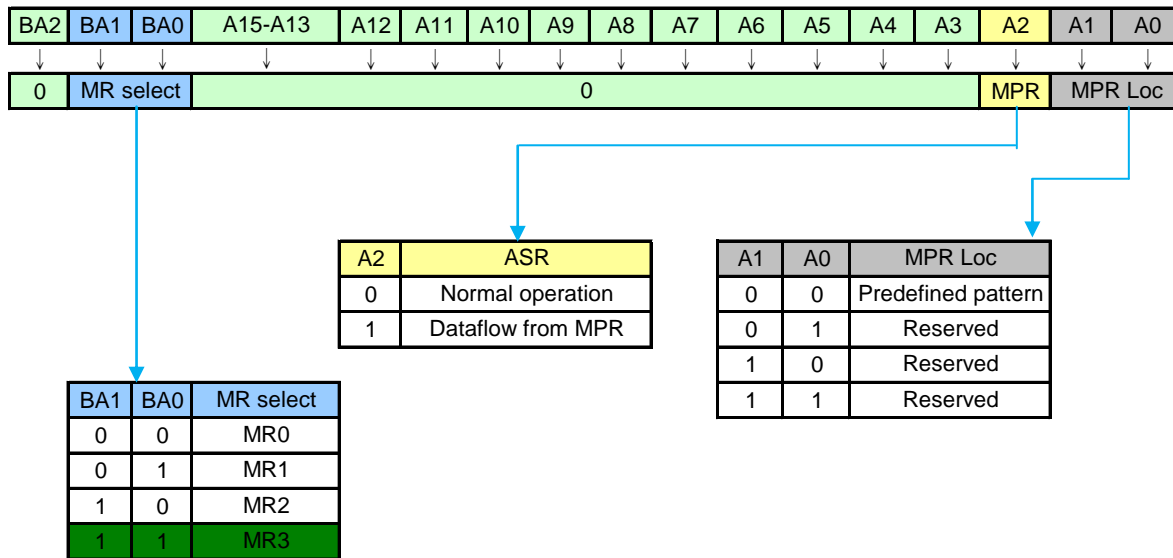 BA2 BA1 BA0 A15-A13 A12 A11 A10 A9 A8 A7 A6 A5 A4 A3 A2 A1 A0
0 MR select 0 MPR MPR Loc
A2 ASR
0 Normal operation
1 Dataflow from MPR
A1 A0 MPR Loc
0 0 Predefined pattern
0 1 Reserved
1 0 Reserved
1 1 Reserved
BA1 BA0 MR select
0 0 MR0
0 1 MR1
1 0 MR2
1 1 MR3